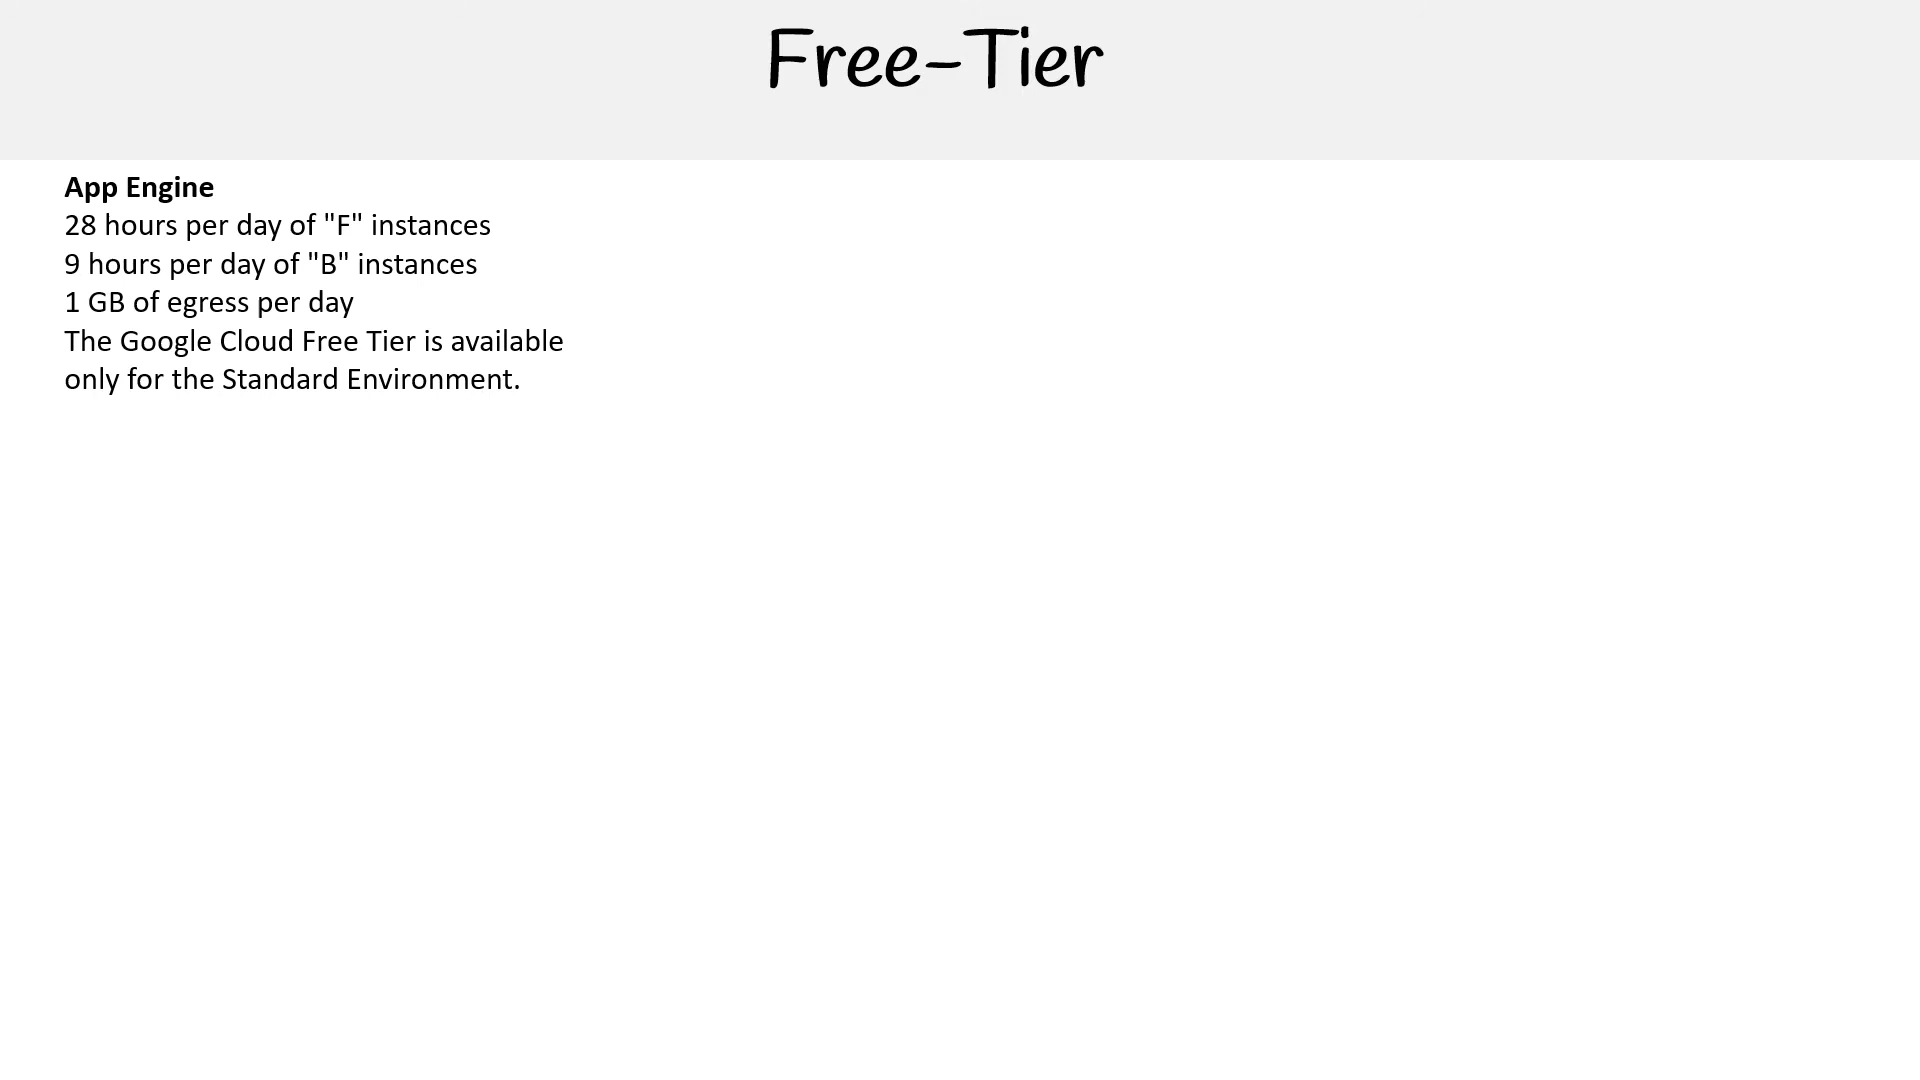 Free-Tier
App Engine
28 hours per day of "F" instances
9 hours per day of "B" instances
1 GB of egress per day
The Google Cloud Free Tier is available
only for the Standard Environment.